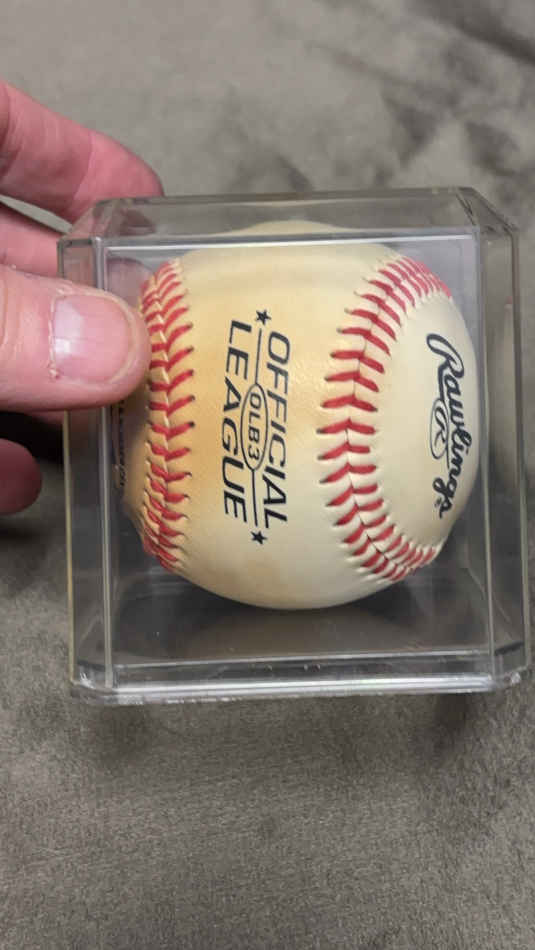 OFFICIAL
OLB3
LEAGUE
Rawlings
R